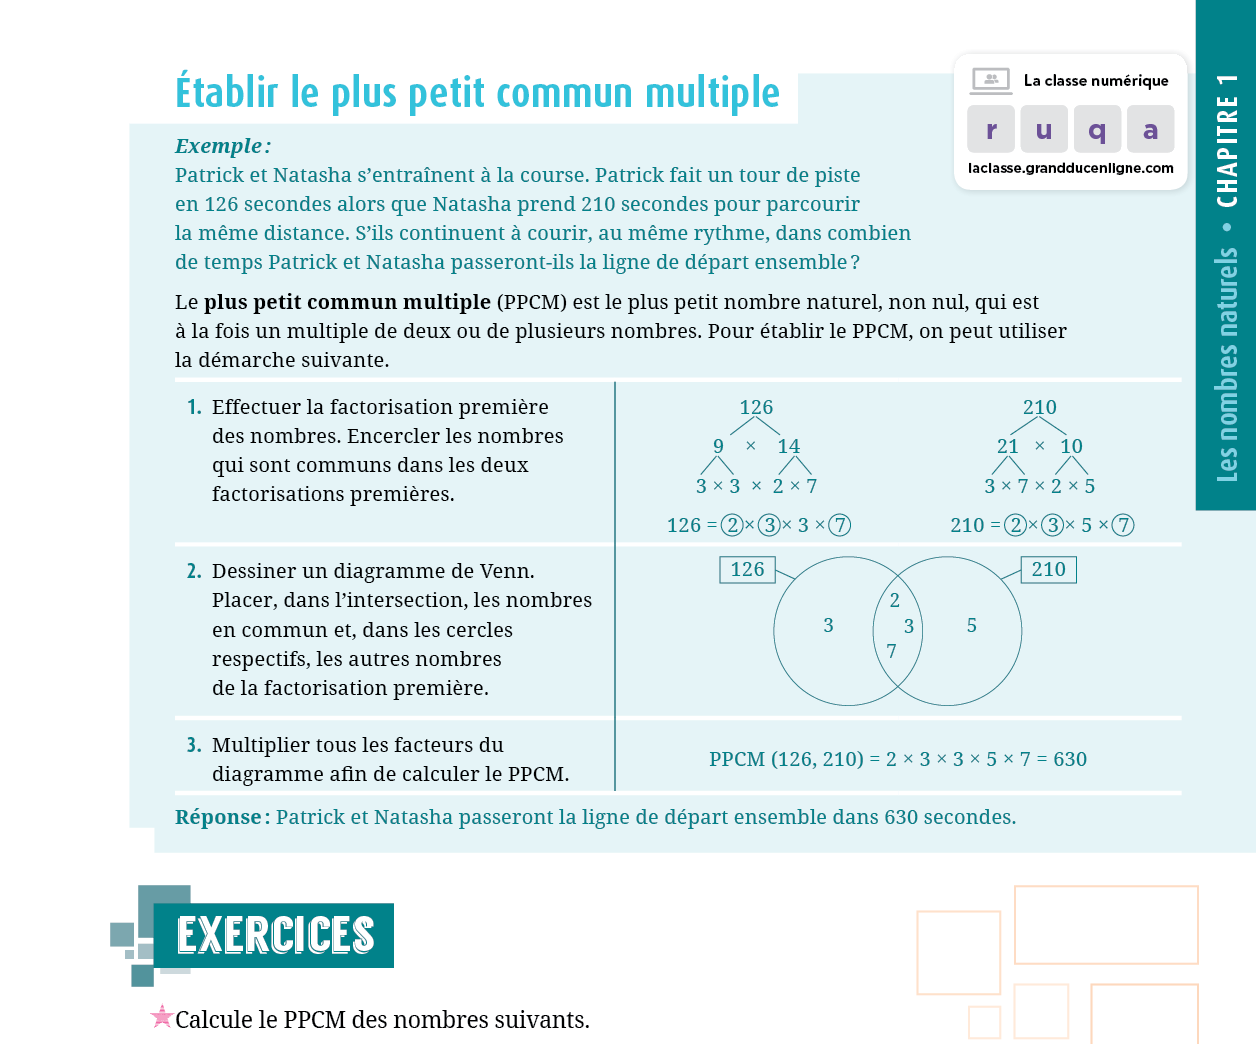 Établir le plus petit commun multiple
La classe numérique
r u q a
laclasse.grandducenligne.com
Les nombres naturels • CHAPITRE 1
Exemple :
Patrick et Natasha s’entraînent à la course. Patrick fait un tour de piste
en 126 secondes alors que Natasha prend 210 secondes pour parcourir
la même distance. S’ils continuent à courir, au même rythme, dans combien
de temps Patrick et Natasha passeront-ils la ligne de départ ensemble ?
Le plus petit commun multiple (PPCM) est le plus petit nombre naturel, non nul, qui est
à la fois un multiple de deux ou de plusieurs nombres. Pour établir le PPCM, on peut utiliser
la démarche suivante.
1. Effectuer la factorisation première
des nombres. Encercler les nombres
qui sont communs dans les deux
factorisations premières.
126
9 × 14
3 × 3 × 2 × 7
126 = 2 × 3 × 3 × 7
210
21 × 10
3 × 7 × 2 × 5
210 = 2 × 3 × 5 × 7
2. Dessiner un diagramme de Venn.
Placer, dans l’intersection, les nombres
en commun et, dans les cercles
respectifs, les autres nombres
de la factorisation première.
126
210
2
3
3
5
7
3. Multiplier tous les facteurs du
diagramme afin de calculer le PPCM.
PPCM (126, 210) = 2 × 3 × 3 × 5 × 7 = 630
Réponse : Patrick et Natasha passeront la ligne de départ ensemble dans 630 secondes.
EXERCICES
Calcule le PPCM des nombres suivants.